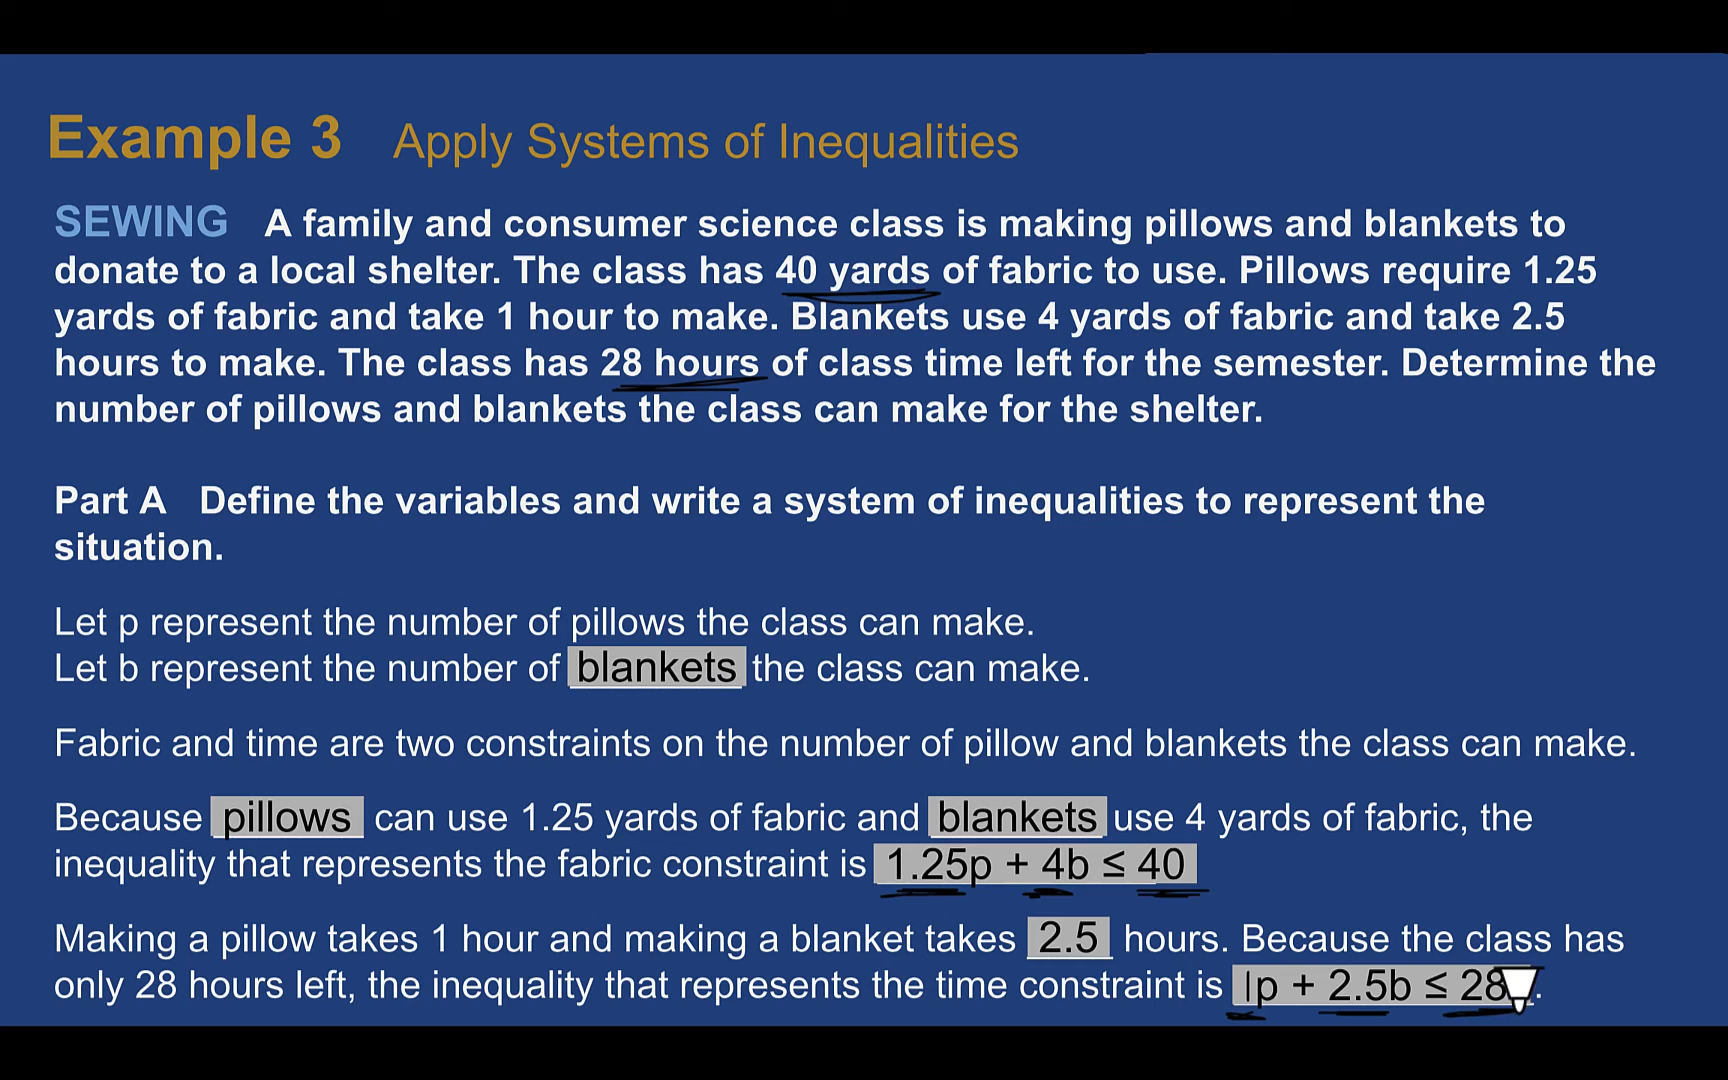 Example 3 Apply Systems of Inequalities
SEWING A family and consumer science class is making pillows and blankets to
donate to a local shelter. The class has 40 yards of fabric to use. Pillows require 1.25
yards of fabric and take 1 hour to make. Blankets use 4 yards of fabric and take 2.5
hours to make. The class has 28 hours of class time left for the semester. Determine the
number of pillows and blankets the class can make for the shelter.
Part A Define the variables and write a system of inequalities to represent the
situation.
Let p represent the number of pillows the class can make.
Let b represent the number of blankets the class can make.
Fabric and time are two constraints on the number of pillow and blankets the class can make.
Because pillows can use 1.25 yards of fabric and blankets use 4 yards of fabric, the
inequality that represents the fabric constraint is 1.25p + 4b ≤ 40
Making a pillow takes 1 hour and making a blanket takes 2.5 hours. Because the class has
only 28 hours left, the inequality that represents the time constraint is 1p + 2.5b ≤ 28.